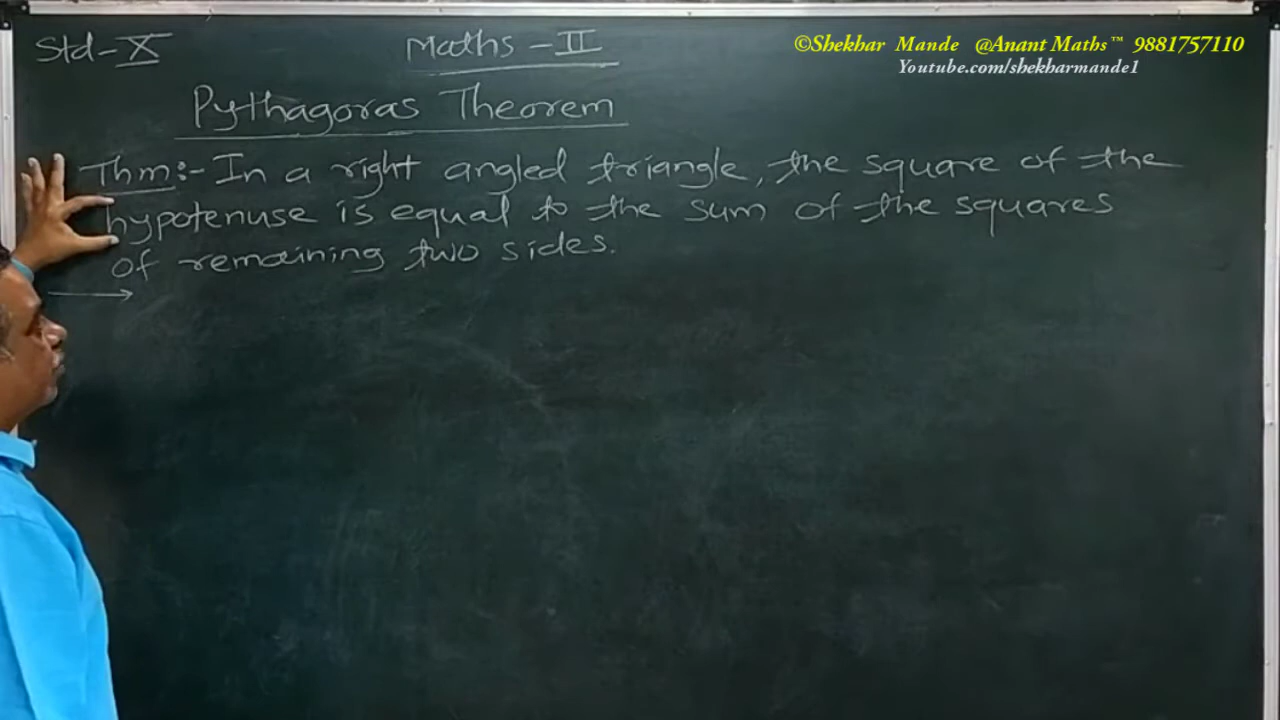 Std-X
Maths-II
©Shekhar Mande @Anant Maths™ 9881757110
Youtube.com/shekharmande1
Pythagoras Theorem
Thm:- In a right angled triangle, the square of the
hypotenuse is equal to the sum of the squares
of remaining two sides.